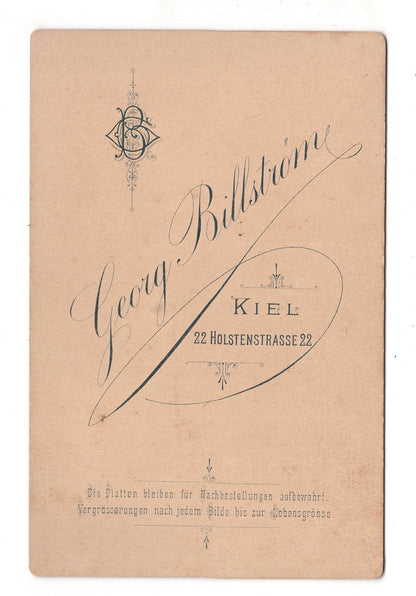 GB
Georg Billström
KIEL
22 HOLSTENSTRASSE 22
Die Platten bleiben für Nachbestellungen aufbewahrt.
Vergrösserungen nach jedem Bilde bis zur Lebensgrösse.